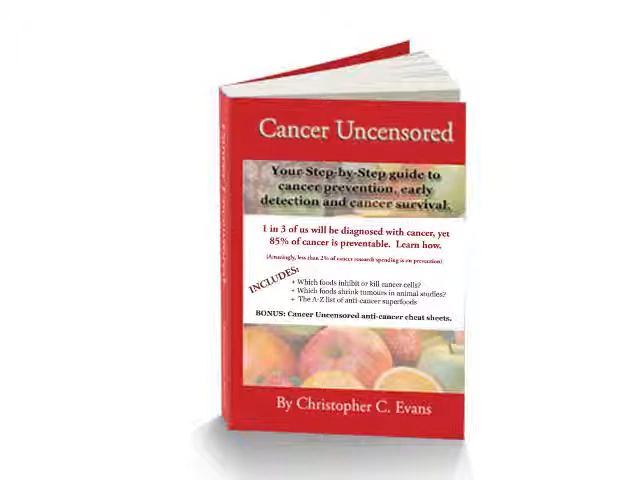 Cancer Uncensored
Your Step-by-Step guide to
cancer prevention, early
detection and cancer survival.
1 in 3 of us will be diagnosed with cancer, yet
85% of cancer is preventable. Learn how.
(Amazingly, less than 2% of cancer research spending is on prevention)
INCLUDES:
+ Which foods inhibit or kill cancer cells?
+ Which foods shrink tumours in animal studies?
+ The A-Z list of anti-cancer superfoods
BONUS: Cancer Uncensored anti-cancer cheat sheets.
By Christopher C. Evans